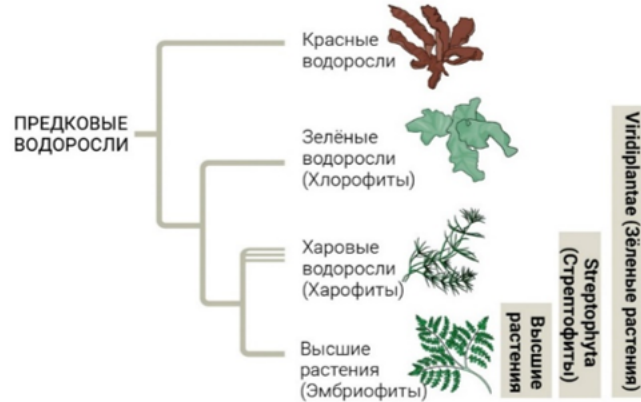 ПРЕДКОВЫЕ
ВОДОРОСЛИ
Красные
водоросли
Зелёные
водоросли
(Хлорофиты)
Харовые
водоросли
(Харофиты)
Высшие
растения
(Эмбриофиты)
Высшие
растения
Streptophyta
(Стрептофиты)
Viridiplantae (Зёленые растения)